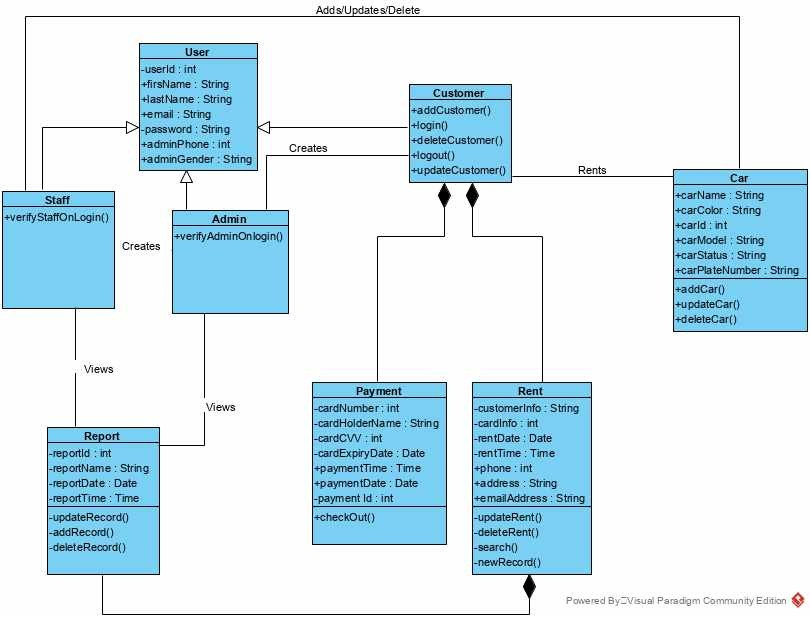 Adds/Updates/Delete
User
-userId : int
+firsName : String
+lastName : String
+email : String
-password : String
+adminPhone : int
+adminGender : String
Customer
+addCustomer()
+login()
+deleteCustomer()
+logout()
+updateCustomer()
Creates
Rents
Car
+carName : String
+carColor : String
+carId : int
+carModel : String
+carStatus : String
+carPlateNumber : String
+addCar()
+updateCar()
+deleteCar()
Staff
+verifyStaffOnLogin()
Creates
Admin
+verifyAdminOnlogin()
Views
Views
Payment
-cardNumber : int
-cardHolderName : String
-cardCVV : int
-cardExpiryDate : Date
+paymentTime : Time
+paymentDate : Date
-payment Id : int
+checkOut()
Rent
-customerInfo : String
-cardInfo : int
-rentDate : Date
-rentTime : Time
+phone : int
+address : String
+emailAddress : String
-updateRent()
-deleteRent()
-search()
-newRecord()
Report
-reportId : int
-reportName : String
-reportDate : Date
-reportTime : Time
-updateRecord()
-addRecord()
-deleteRecord()
Powered By Visual Paradigm Community Edition